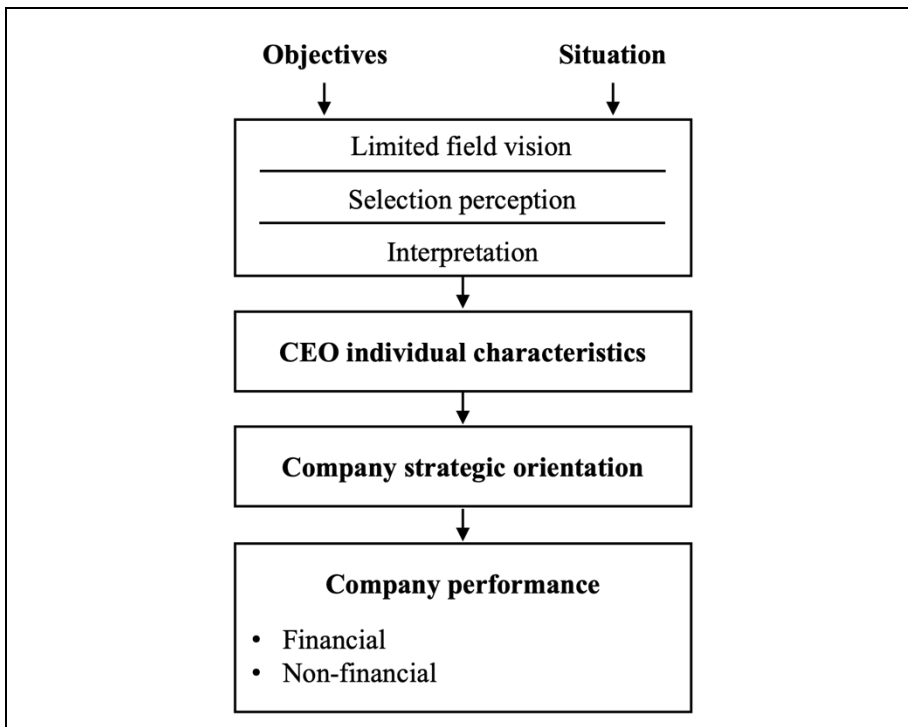 Objectives Situation
Limited field vision
Selection perception
Interpretation
CEO individual characteristics
Company strategic orientation
Company performance
• Financial
• Non-financial